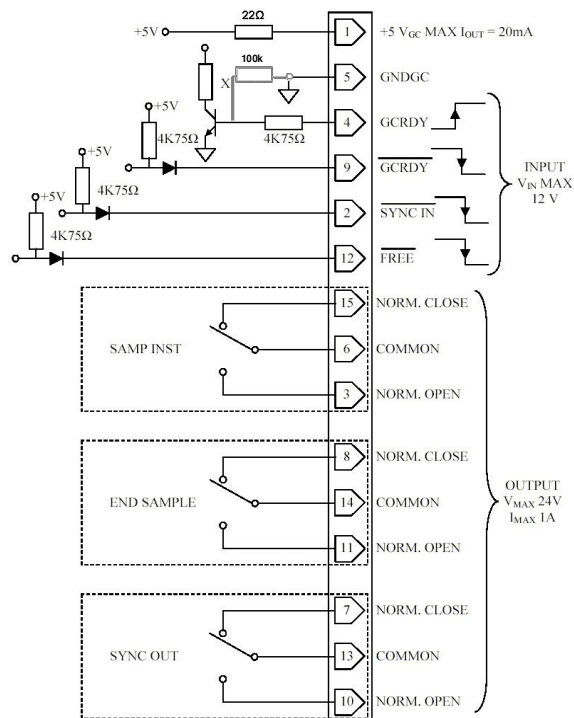 22Ω
+5V
1
+5 VGC MAX IOUT = 20mA
100k
X
5
GNDGC
4K75Ω
4
GCRDY
+5V
4K75Ω
9
GCRDY
+5V
4K75Ω
2
SYNC IN
+5V
4K75Ω
12
FREE
INPUT
VIN MAX
12 V
15
NORM. CLOSE
SAMP INST
6
COMMON
3
NORM. OPEN
8
NORM. CLOSE
END SAMPLE
14
COMMON
11
NORM. OPEN
OUTPUT
VMAX 24V
IMAX 1A
7
NORM. CLOSE
SYNC OUT
13
COMMON
10
NORM. OPEN